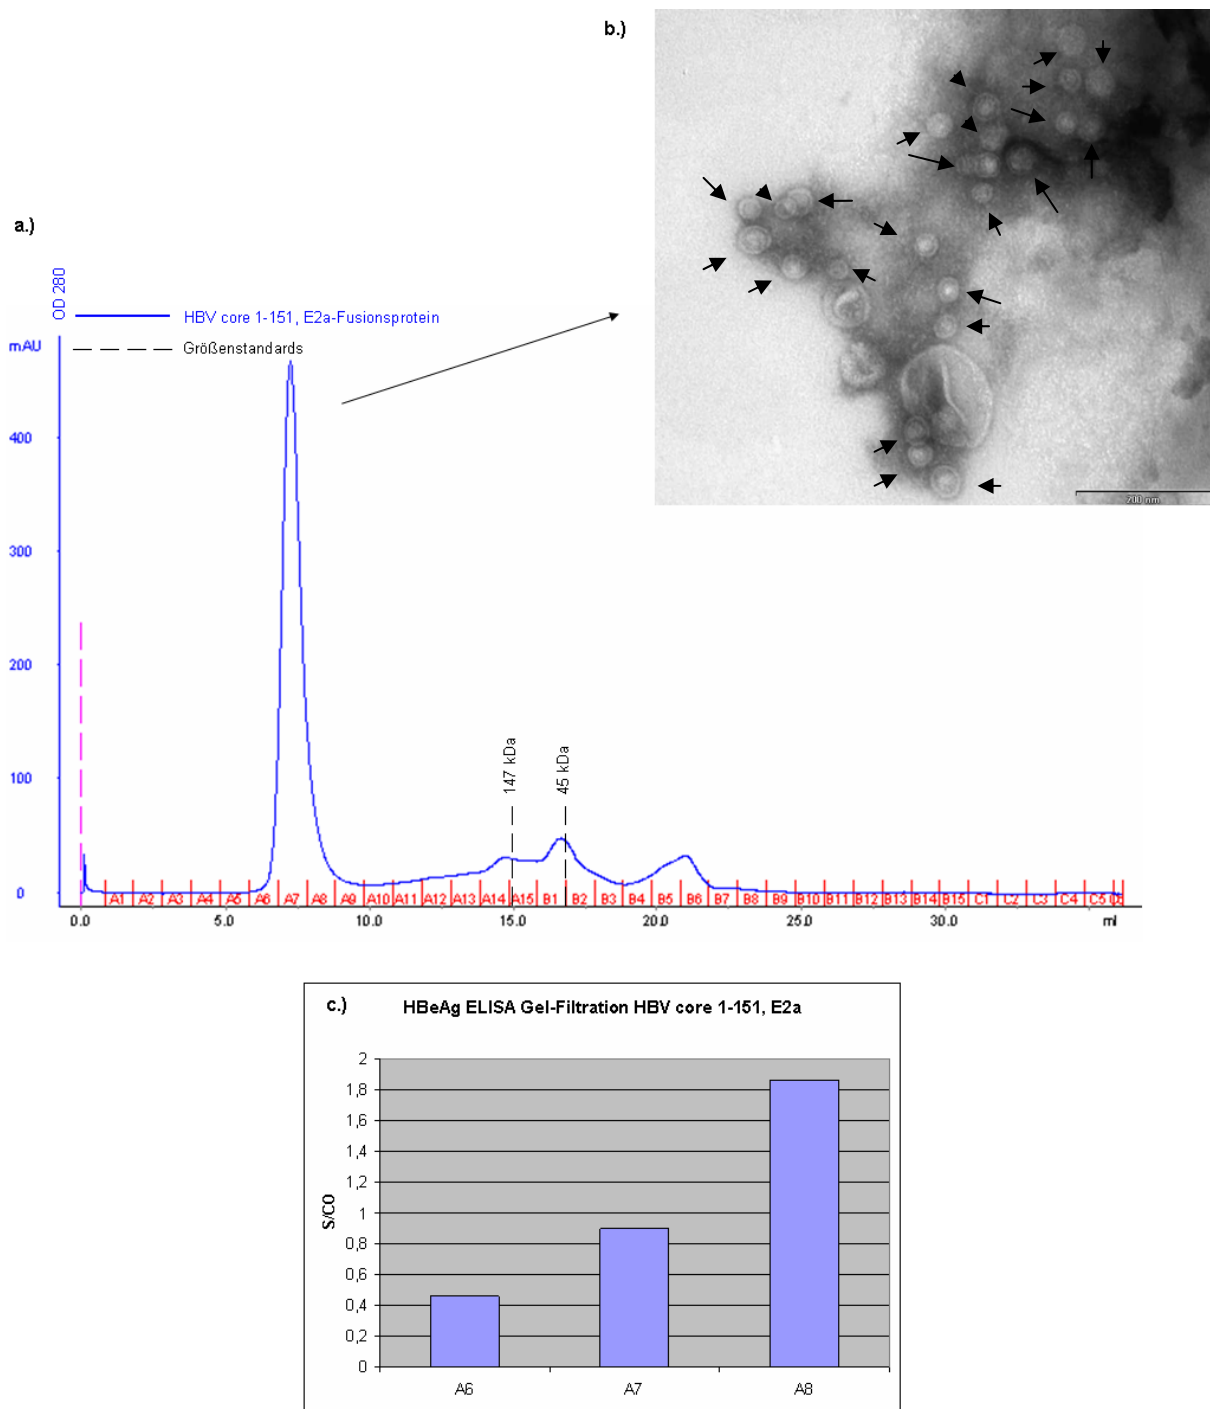 b.)
200 nm
a.)
OD 280
HBV core 1-151, E2a-Fusionsprotein
mAU
Größenstandards
400
300
200
147 kDa
45 kDa
100
0
A1 A2 A3 A4 A5 A6 A7 A8 A9 A10 A11 A12 A13 A14 A15 B1 B2 B3 B4 B5 B6 B7 B8 B9 B10 B11 B12 B13 B14 B15 C1 C2 C3 C4 C5
0.0 5.0 10.0 15.0 20.0 25.0 30.0 ml
c.) HBeAg ELISA Gel-Filtration HBV core 1-151, E2a
2
1,8
1,6
1,4
1,2
1
0,8
0,6
0,4
0,2
0
S/CO
A6 A7 A8